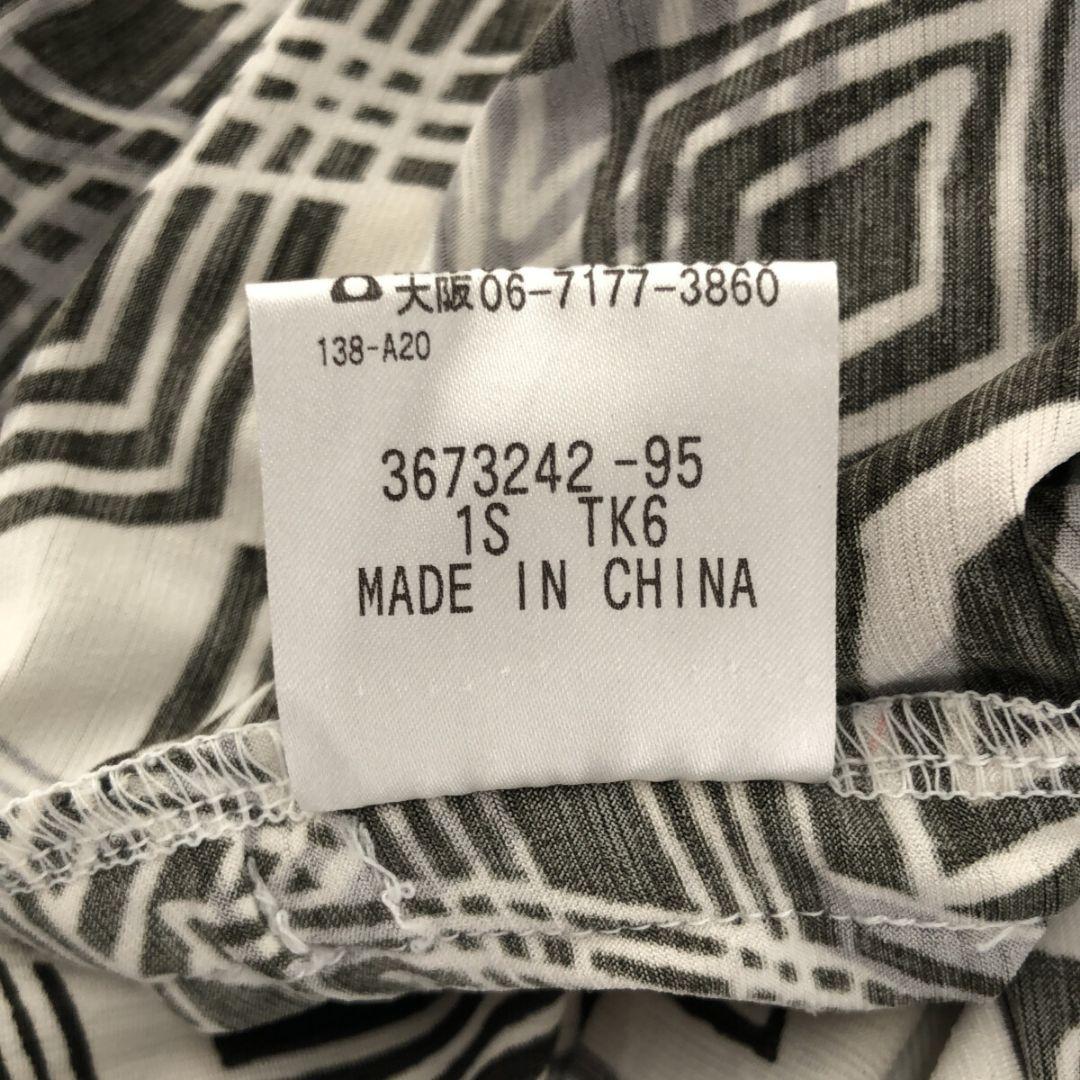 大阪06-7177-3860
138-A20
3673242 -95
1S TK6
MADE IN CHINA